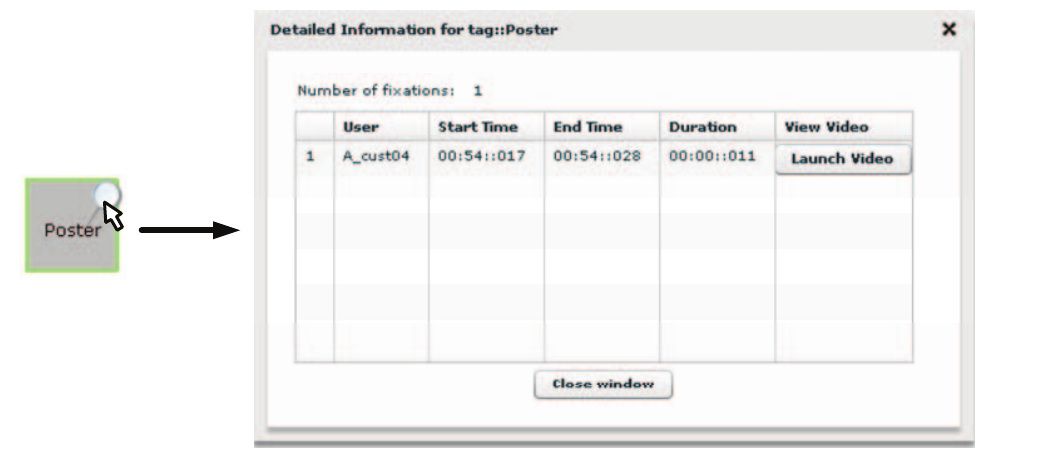 Poster
Detailed Information for tag::Poster
Number of fixations: 1
User Start Time End Time Duration View Video
1 A_cust04 00:54::017 00:54::028 00:00::011 Launch Video
Close window